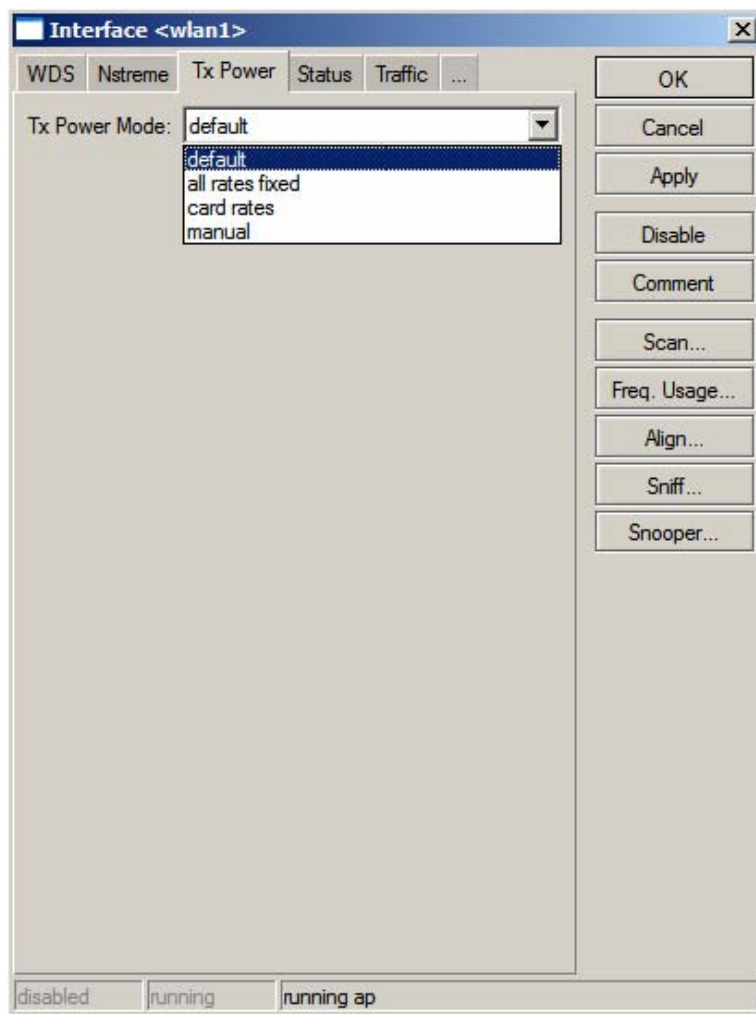 Interface <wlan1>
WDS Nstreme Tx Power Status Traffic ...
Tx Power Mode: default
default
all rates fixed
card rates
manual
OK
Cancel
Apply
Disable
Comment
Scan...
Freq. Usage...
Align...
Sniff...
Snooper...
disabled running running ap